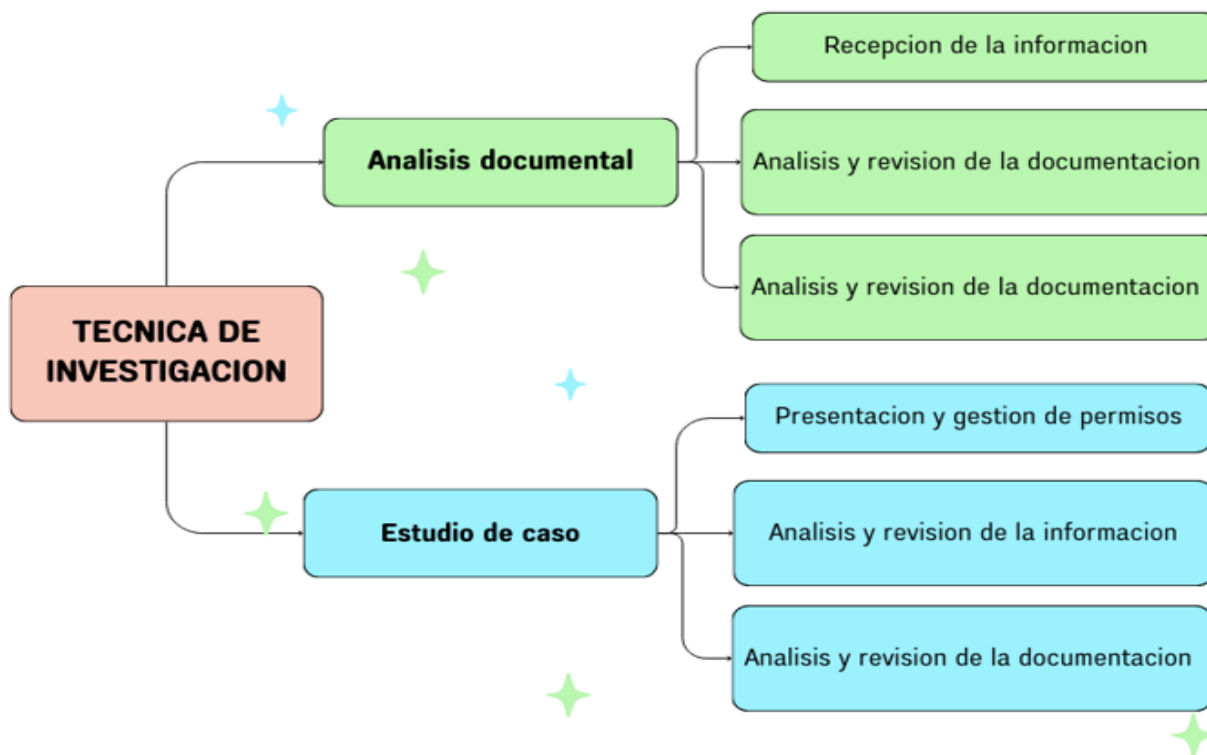 TECNICA DE
INVESTIGACION
Analisis documental
Recepcion de la informacion
Analisis y revision de la documentacion
Analisis y revision de la documentacion
Estudio de caso
Presentacion y gestion de permisos
Analisis y revision de la informacion
Analisis y revision de la documentacion